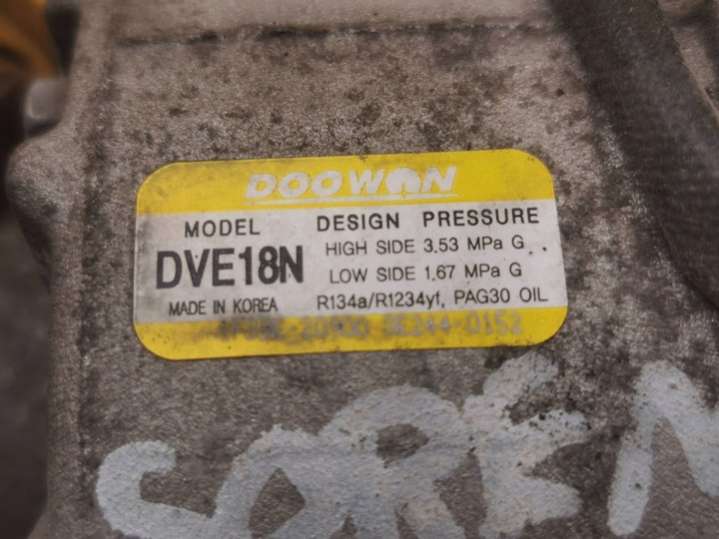 DOOWON
MODEL
DESIGN PRESSURE
DVE18N
HIGH SIDE 3.53 MPa G
LOW SIDE 1.67 MPa G
MADE IN KOREA
R134a/R1234yf, PAG30 OIL
SOREN